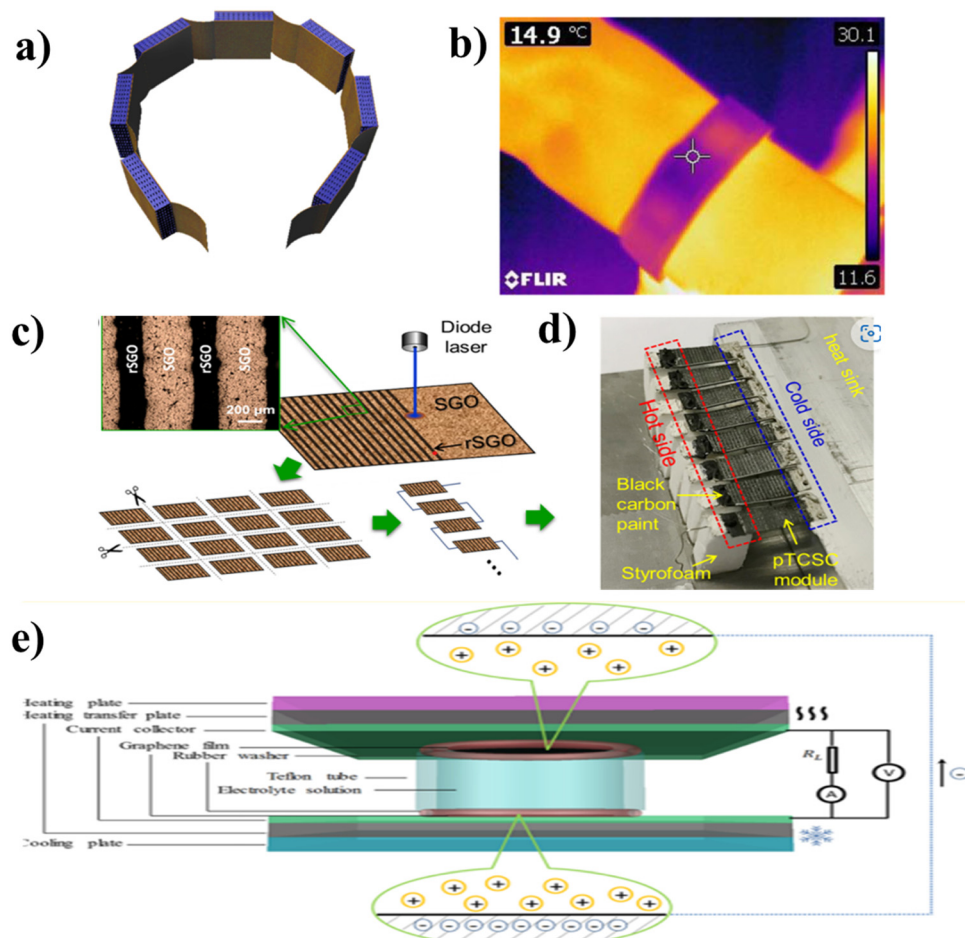 a)
b)
14.9 °C
30.1
11.6
FLIR
c)
rSGO
SGO
rSGO
SGO
200 μm
Diode
laser
SGO
rSGO
d)
heat sink
Hot side
Cold side
Black
carbon
paint
Styrofoam
pTCSC
module
e)
Heating plate
Heating transfer plate
Current collector
Graphene film
Rubber washer
Teflon tube
Electrolyte solution
Cooling plate
R_L
A
V